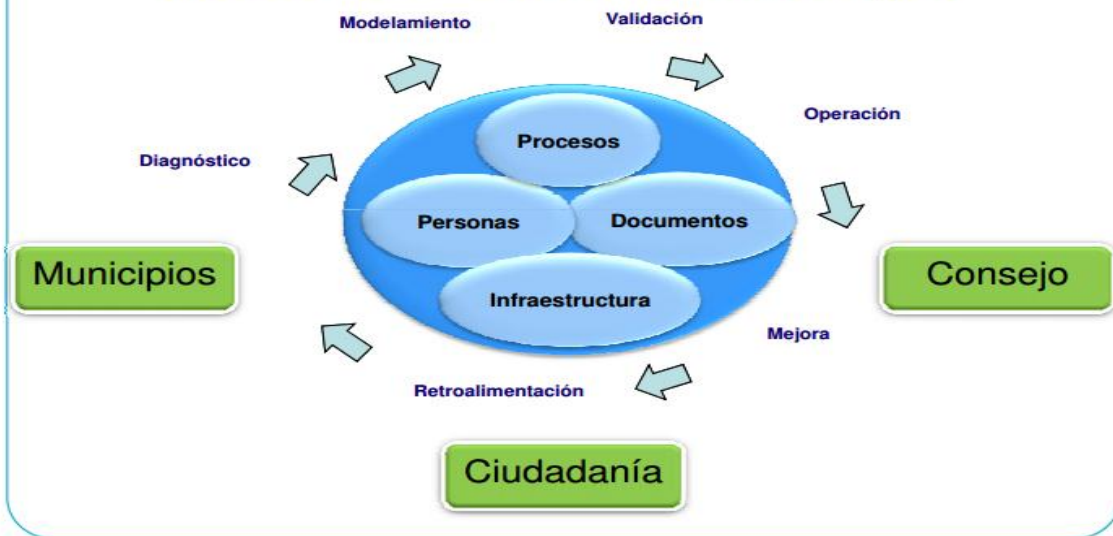 Modelamiento
Validación
Operación
Diagnóstico
Procesos
Personas
Documentos
Infraestructura
Municipios
Consejo
Mejora
Retroalimentación
Ciudadanía